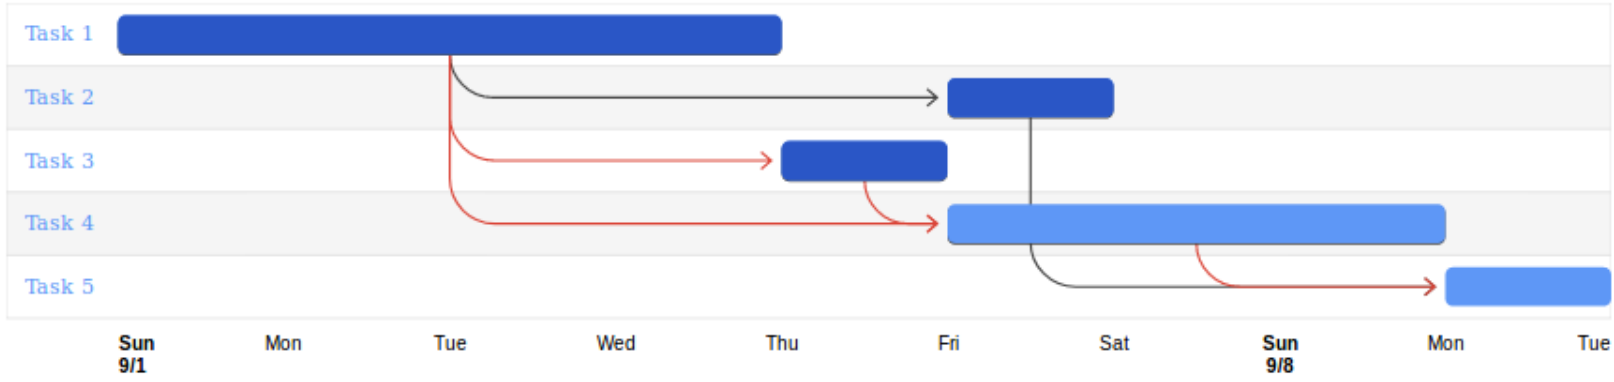 Task 1
Task 2
Task 3
Task 4
Task 5
Sun Mon Tue Wed Thu Fri Sat Sun Mon Tue
9/1 9/8